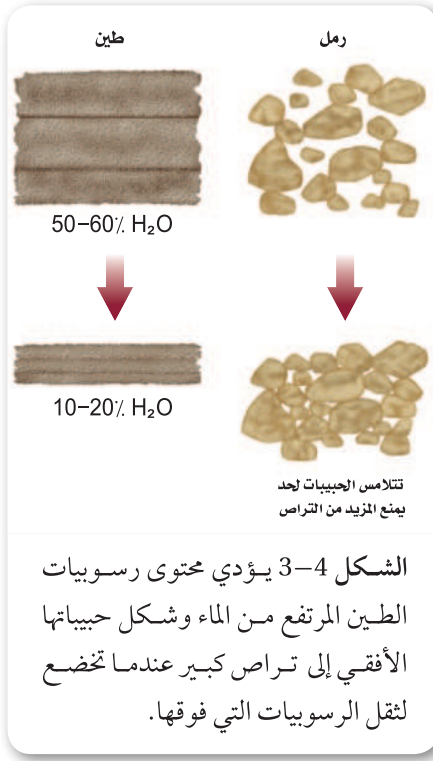 رمل
طين
50–60٪ H₂O
10–20٪ H₂O
تتلامس الحبيبات لحد
يمنع المزيد من التراص
الشكل 4–3 يؤدي محتوى رسوبيات
الطين المرتفع من الماء وشكل حبيباتها
الأفقي إلى تراص كبير عندما تخضع
لثقل الرسوبيات التي فوقها.